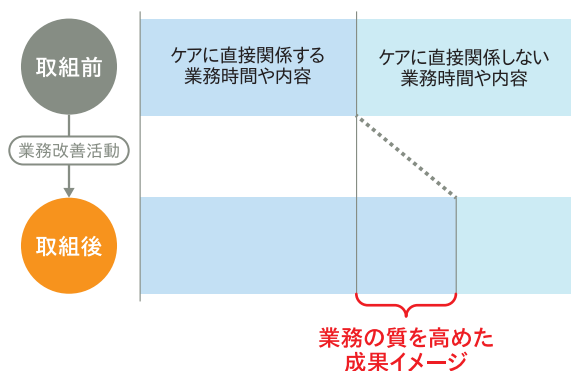 取組前
ケアに直接関係する
業務時間や内容
ケアに直接関係しない
業務時間や内容
業務改善活動
取組後
業務の質を高めた
成果イメージ